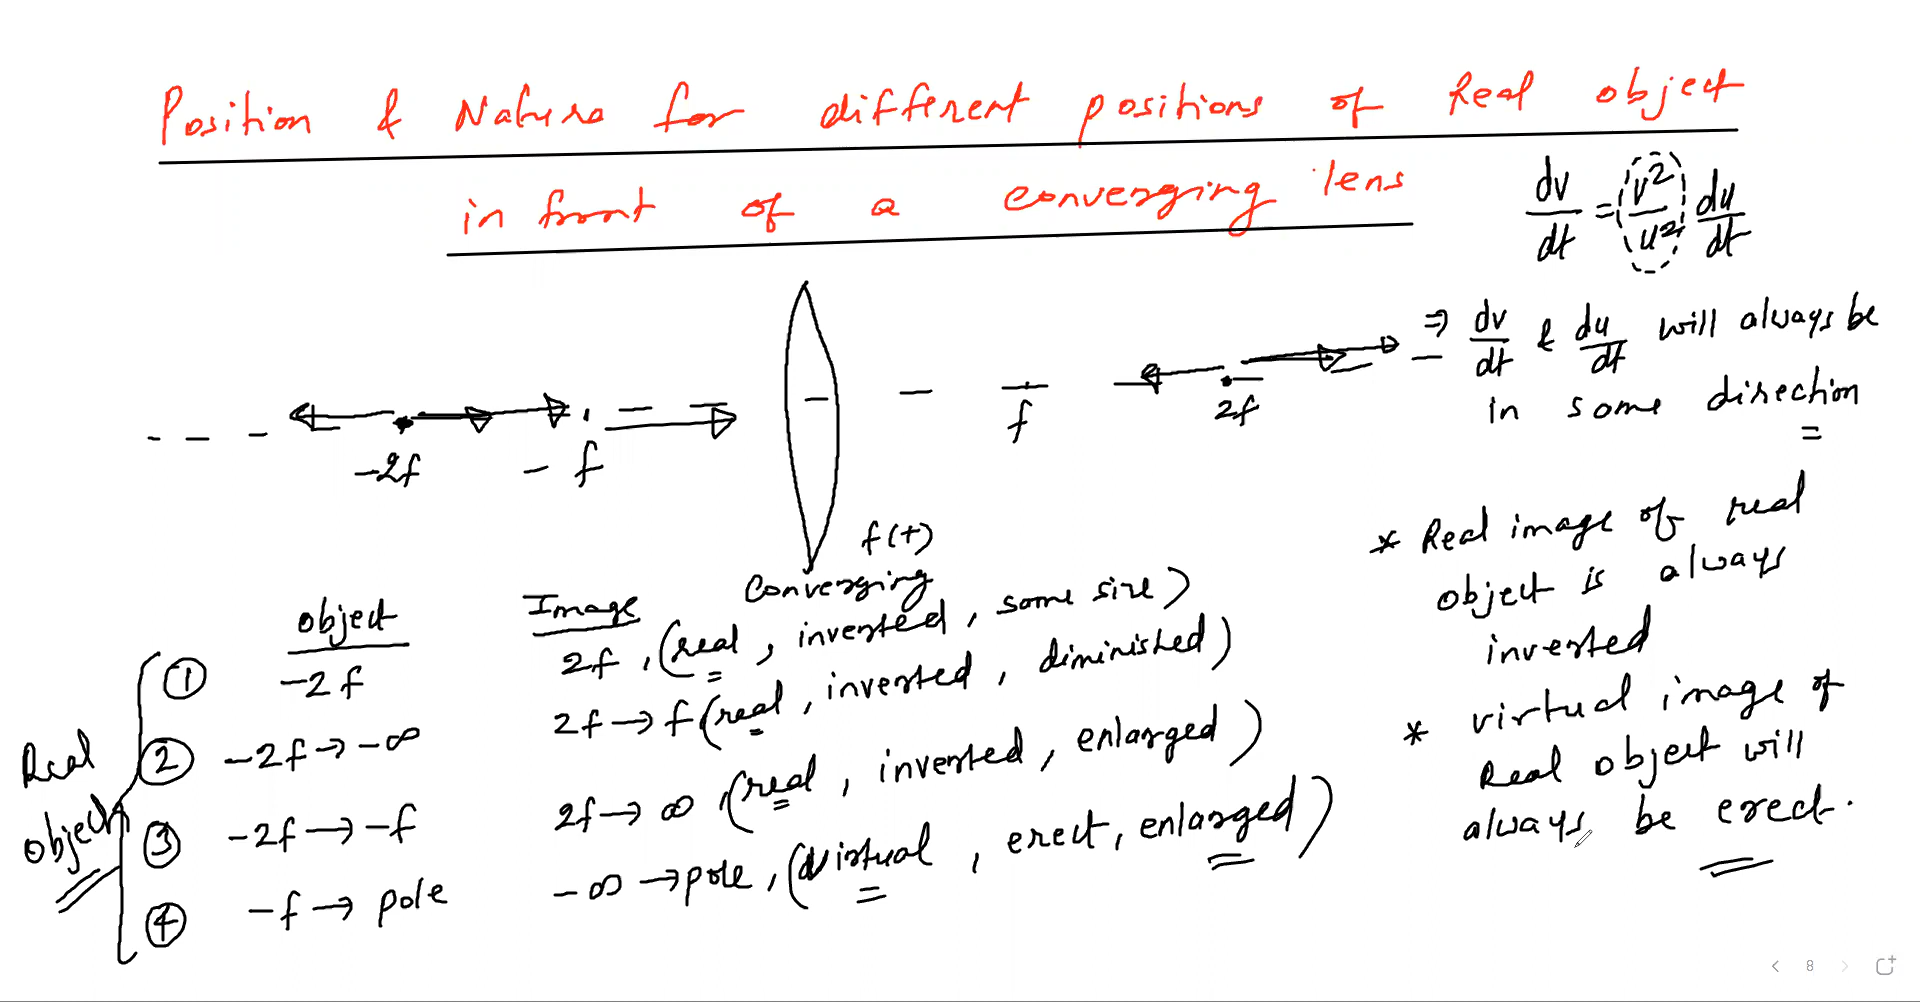 Position & Nature for different positions of Real object
in front of a converging lens
dv/dt = v²/u² du/dt
⇒ dv/dt & du/dt will always be
in same direction
-2f
- f
f
2f
f(+)
Converging
* Real image of real
object is always
inverted
* virtual image of
Real object will
always be erect.
Real
object
object Image
① -2f 2f, (real, inverted, same size)
② -2f → -∞ 2f → f (real, inverted, diminished)
③ -2f → -f 2f → ∞, (real, inverted, enlarged)
④ -f → pole -∞ → pole, (virtual, erect, enlarged)
8